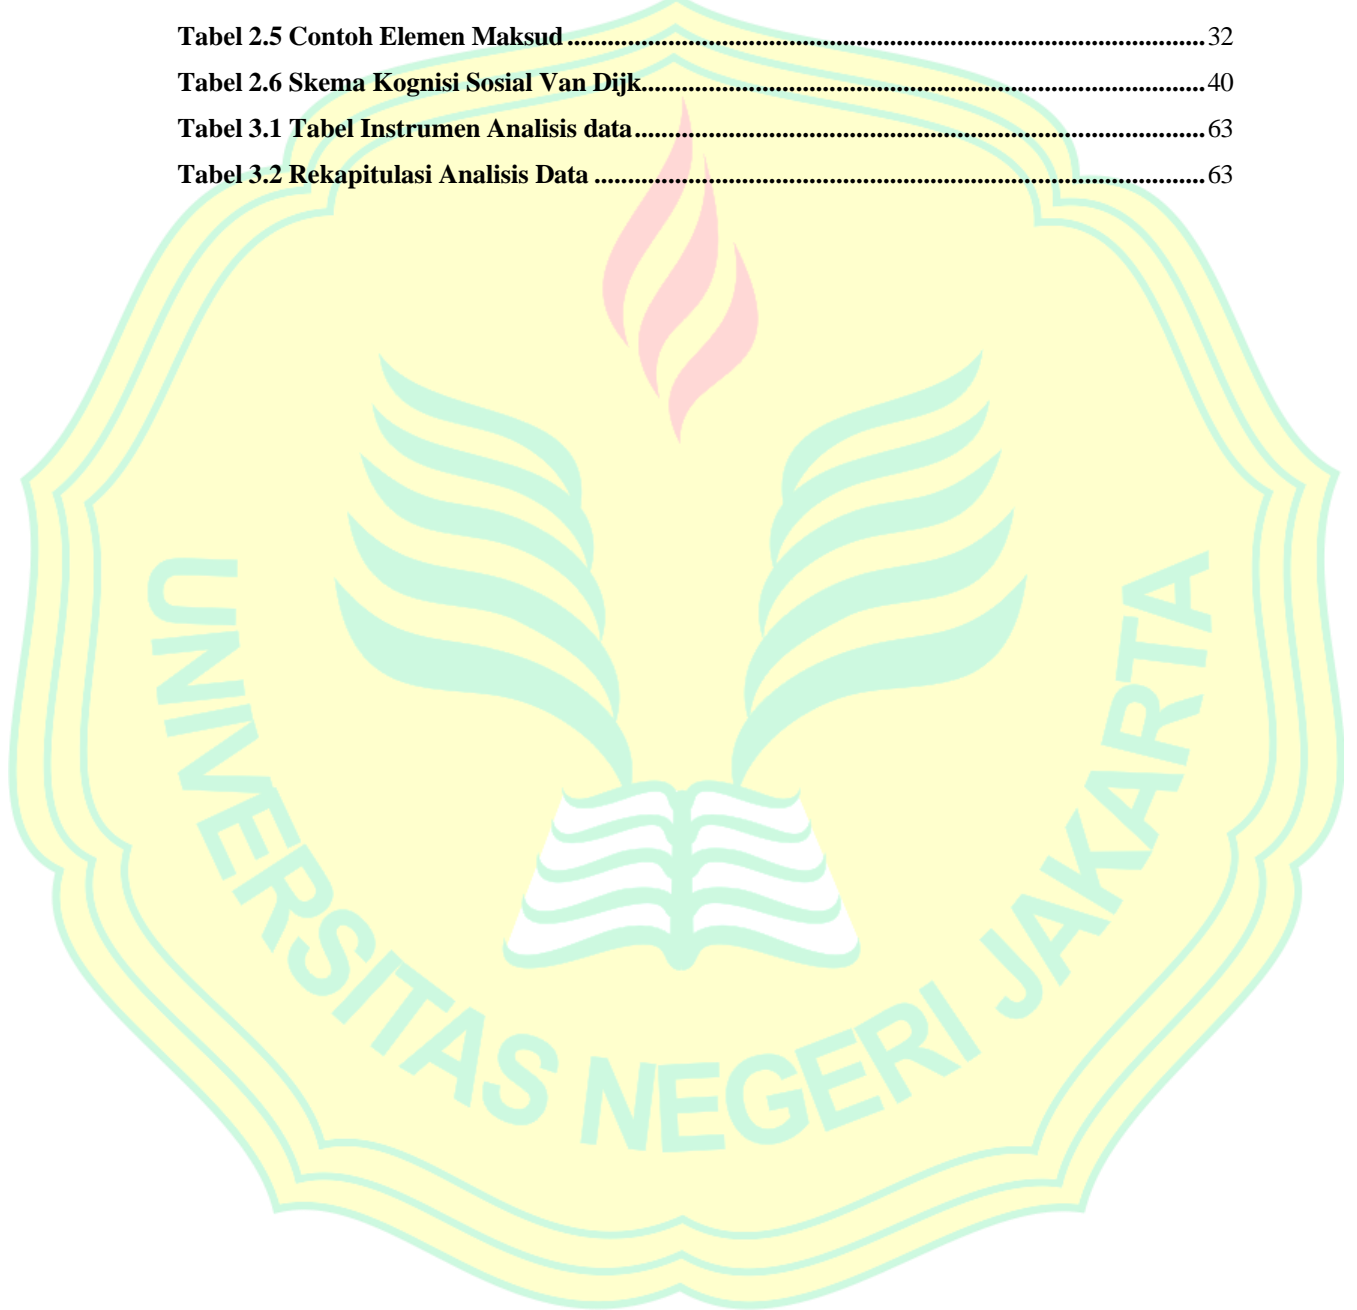 Tabel 2.5 Contoh Elemen Maksud ........................................ 32
Tabel 2.6 Skema Kognisi Sosial Van Dijk ........................................ 40
Tabel 3.1 Tabel Instrumen Analisis data ........................................ 63
Tabel 3.2 Rekapitulasi Analisis Data ........................................ 63
UNIVERSITAS NEGERI JAKARTA